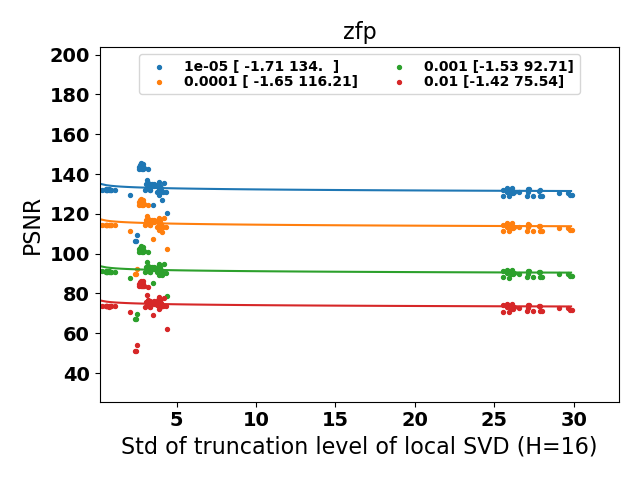 zfp
1e-05 [ -1.71 134.  ]
0.0001 [ -1.65 116.21]
0.001 [-1.53 92.71]
0.01 [-1.42 75.54]
PSNR
200
180
160
140
120
100
80
60
40
5 10 15 20 25 30
Std of truncation level of local SVD (H=16)